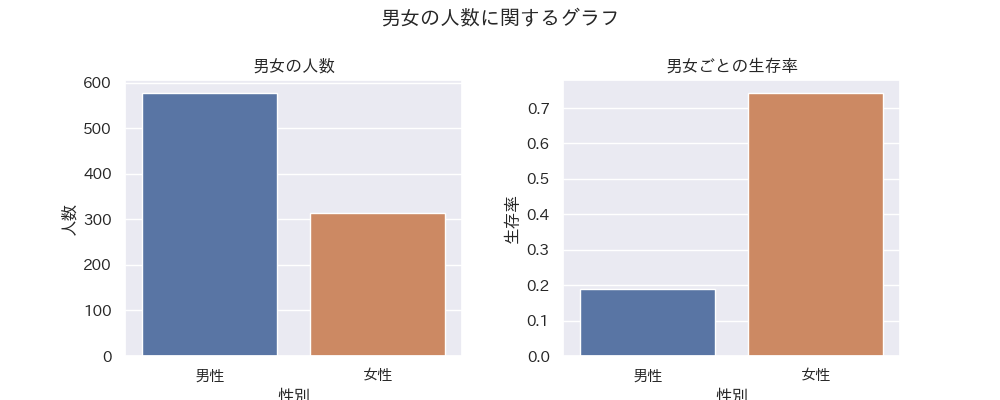 男女の人数に関するグラフ
男女の人数
600
500
400
300
200
100
0
人数
男性 女性
性別
男女ごとの生存率
0.7
0.6
0.5
0.4
0.3
0.2
0.1
0.0
生存率
男性 女性
性別